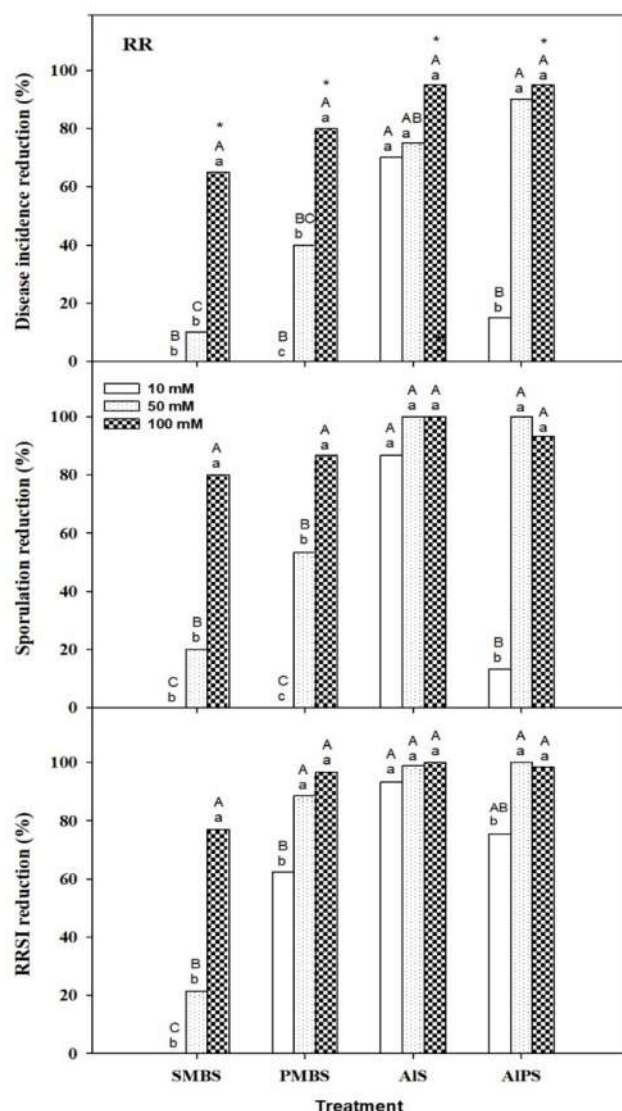 RR
Disease incidence reduction (%)
100
80
60
40
20
0
B
b
C
b
*
A
a
B
c
BC
b
*
A
a
A
a
AB
a
*
A
a
B
b
A
a
*
A
a
10 mM
50 mM
100 mM
Sporulation reduction (%)
100
80
60
40
20
0
C
b
B
b
A
a
C
c
B
b
A
a
A
a
A
a
A
a
B
b
A
a
A
a
RRSI reduction (%)
100
80
60
40
20
0
C
b
B
b
A
a
B
b
A
a
A
a
A
a
A
a
A
a
AB
b
A
a
A
a
SMBS PMBS AlS AlPS
Treatment